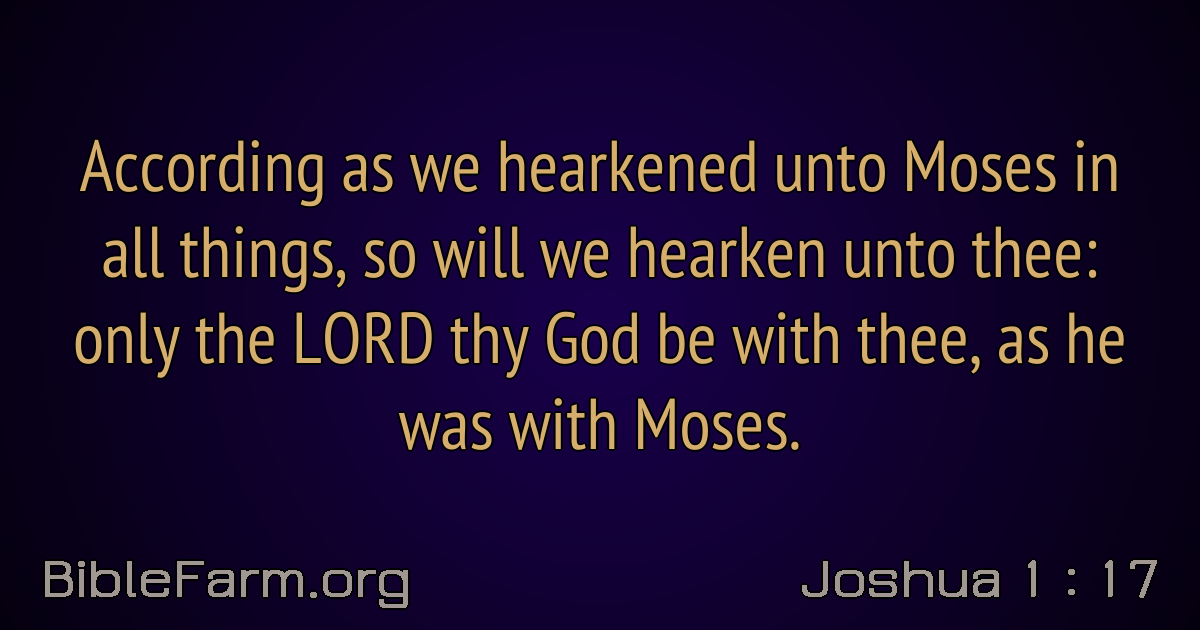 According as we hearkened unto Moses in
all things, so will we hearken unto thee:
only the LORD thy God be with thee, as he
was with Moses.
BibleFarm.org
Joshua 1 : 17